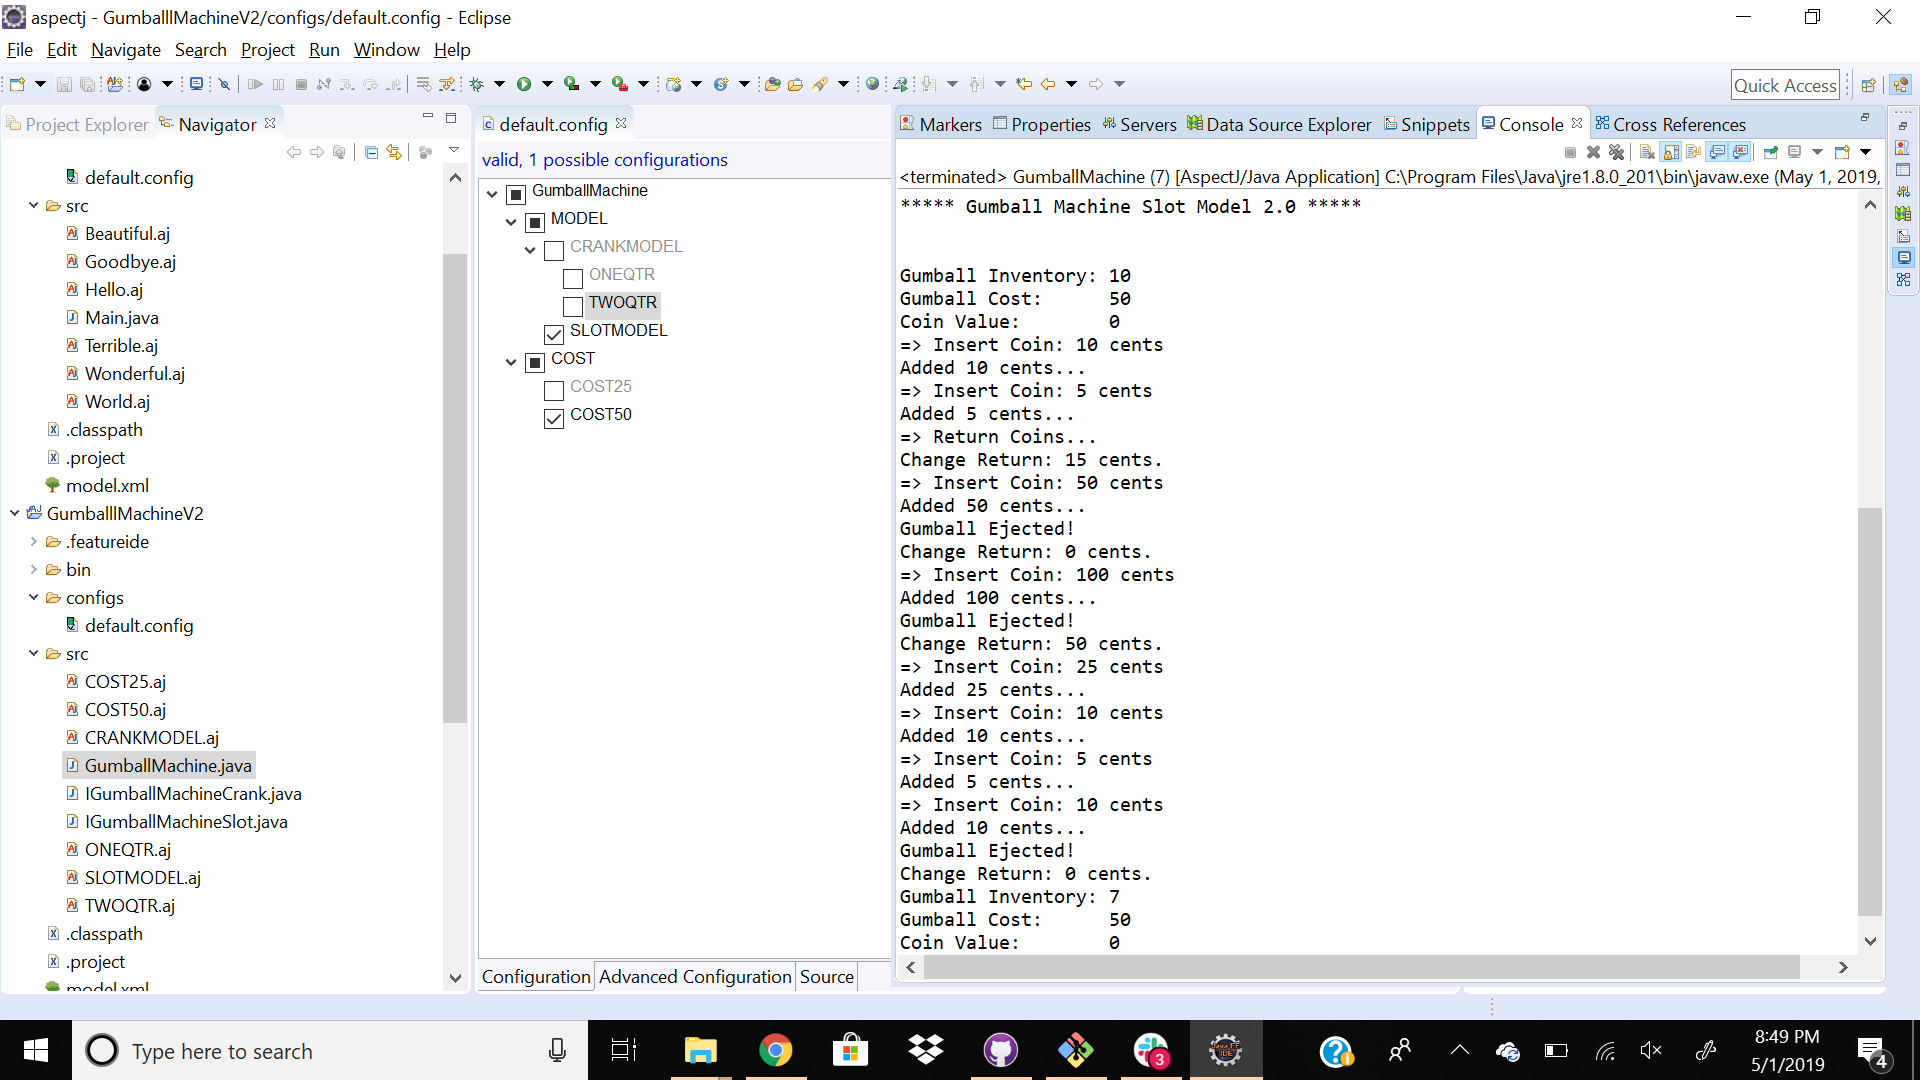 aspectj - GumballlMachineV2/configs/default.config - Eclipse
File Edit Navigate Search Project Run Window Help
Quick Access
Project Explorer Navigator
default.config
src
Beautiful.aj
Goodbye.aj
Hello.aj
Main.java
Terrible.aj
Wonderful.aj
World.aj
.classpath
.project
model.xml
GumballlMachineV2
.featureide
bin
configs
default.config
src
COST25.aj
COST50.aj
CRANKMODEL.aj
GumballMachine.java
IGumballMachineCrank.java
IGumballMachineSlot.java
ONEQTR.aj
SLOTMODEL.aj
TWOQTR.aj
.classpath
.project
model.xml
default.config
valid, 1 possible configurations
GumballMachine
MODEL
CRANKMODEL
ONEQTR
TWOQTR
SLOTMODEL
COST
COST25
COST50
Configuration Advanced Configuration Source
Markers Properties Servers Data Source Explorer Snippets Console Cross References
<terminated> GumballMachine (7) [AspectJ/Java Application] C:\Program Files\Java\jre1.8.0_201\bin\javaw.exe (May 1, 2019,
***** Gumball Machine Slot Model 2.0 *****
Gumball Inventory: 10
Gumball Cost: 50
Coin Value: 0
=> Insert Coin: 10 cents
Added 10 cents...
=> Insert Coin: 5 cents
Added 5 cents...
=> Return Coins...
Change Return: 15 cents.
=> Insert Coin: 50 cents
Added 50 cents...
Gumball Ejected!
Change Return: 0 cents.
=> Insert Coin: 100 cents
Added 100 cents...
Gumball Ejected!
Change Return: 50 cents.
=> Insert Coin: 25 cents
Added 25 cents...
=> Insert Coin: 10 cents
Added 10 cents...
=> Insert Coin: 5 cents
Added 5 cents...
=> Insert Coin: 10 cents
Added 10 cents...
Gumball Ejected!
Change Return: 0 cents.
Gumball Inventory: 7
Gumball Cost: 50
Coin Value: 0
Type here to search
3
Java EE
IDE
8:49 PM
5/1/2019
4